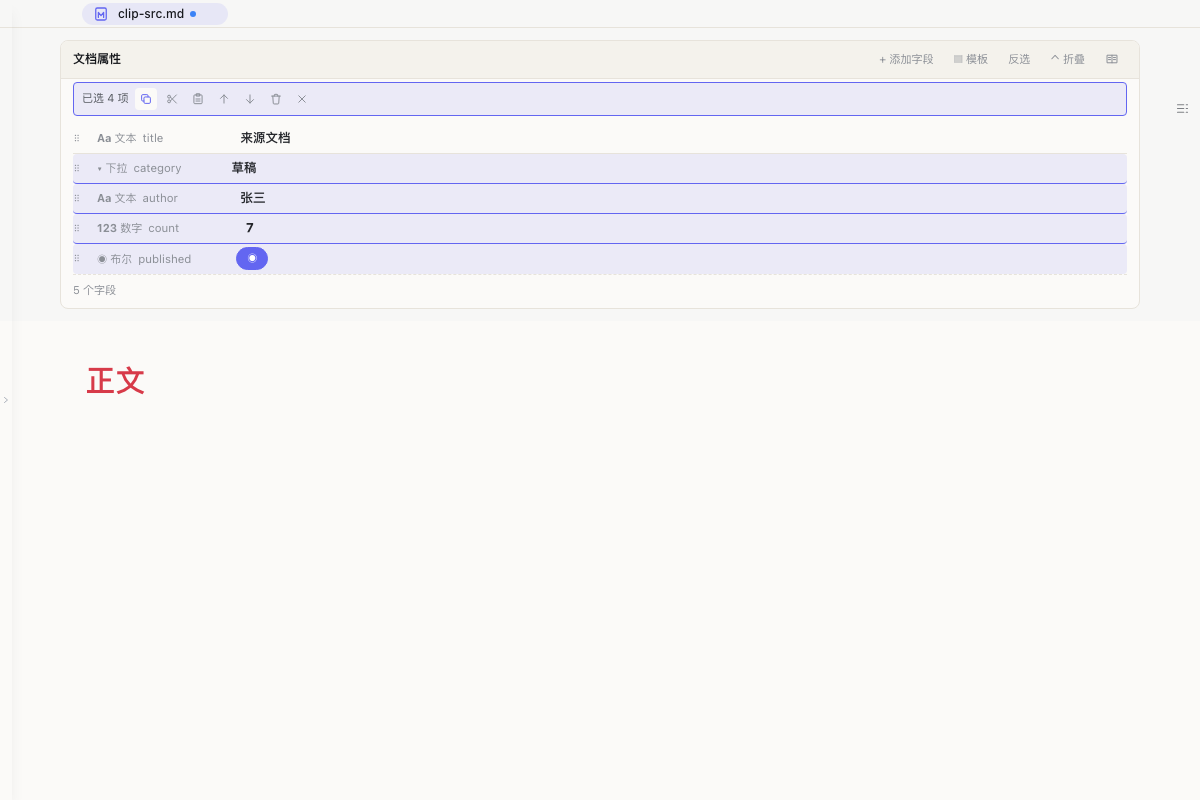 clip-src.md
文档属性 + 添加字段 模板 反选 折叠
已选 4 项
Aa 文本 title 来源文档
下拉 category 草稿
Aa 文本 author 张三
123 数字 count 7
布尔 published
5 个字段
正文